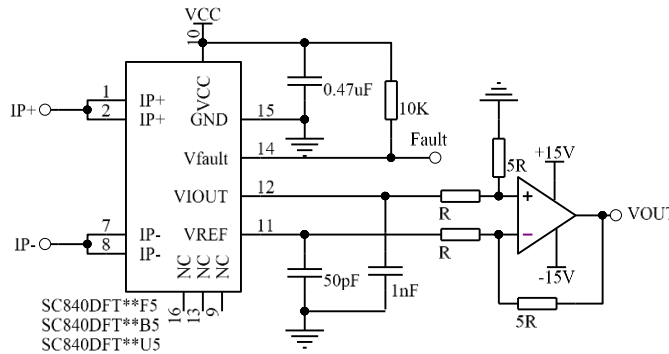 VCC
10
VCC
1
IP+
IP+
2
IP+
GND
15
0.47uF
10K
Vfault
14
Fault
VIOUT
12
R
5R
+15V
+
VOUT
7
IP-
IP-
8
IP-
VREF
11
R
-
-15V
NC
NC
NC
50pF
1nF
5R
16
13
9
SC840DFT**F5
SC840DFT**B5
SC840DFT**U5